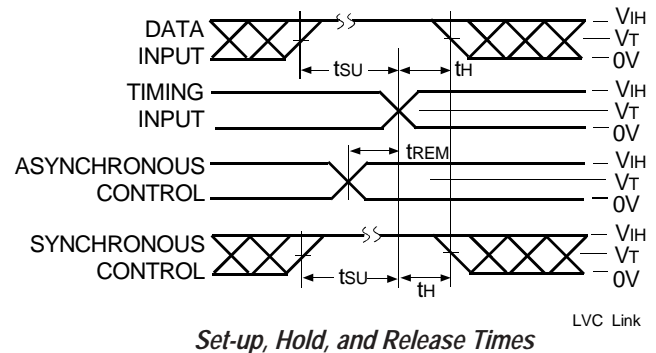 DATA INPUT
tSU
tH
VIH
VT
0V
TIMING INPUT
VIH
VT
0V
tREM
ASYNCHRONOUS CONTROL
VIH
VT
0V
SYNCHRONOUS CONTROL
tSU
tH
VIH
VT
0V
LVC Link
Set-up, Hold, and Release Times